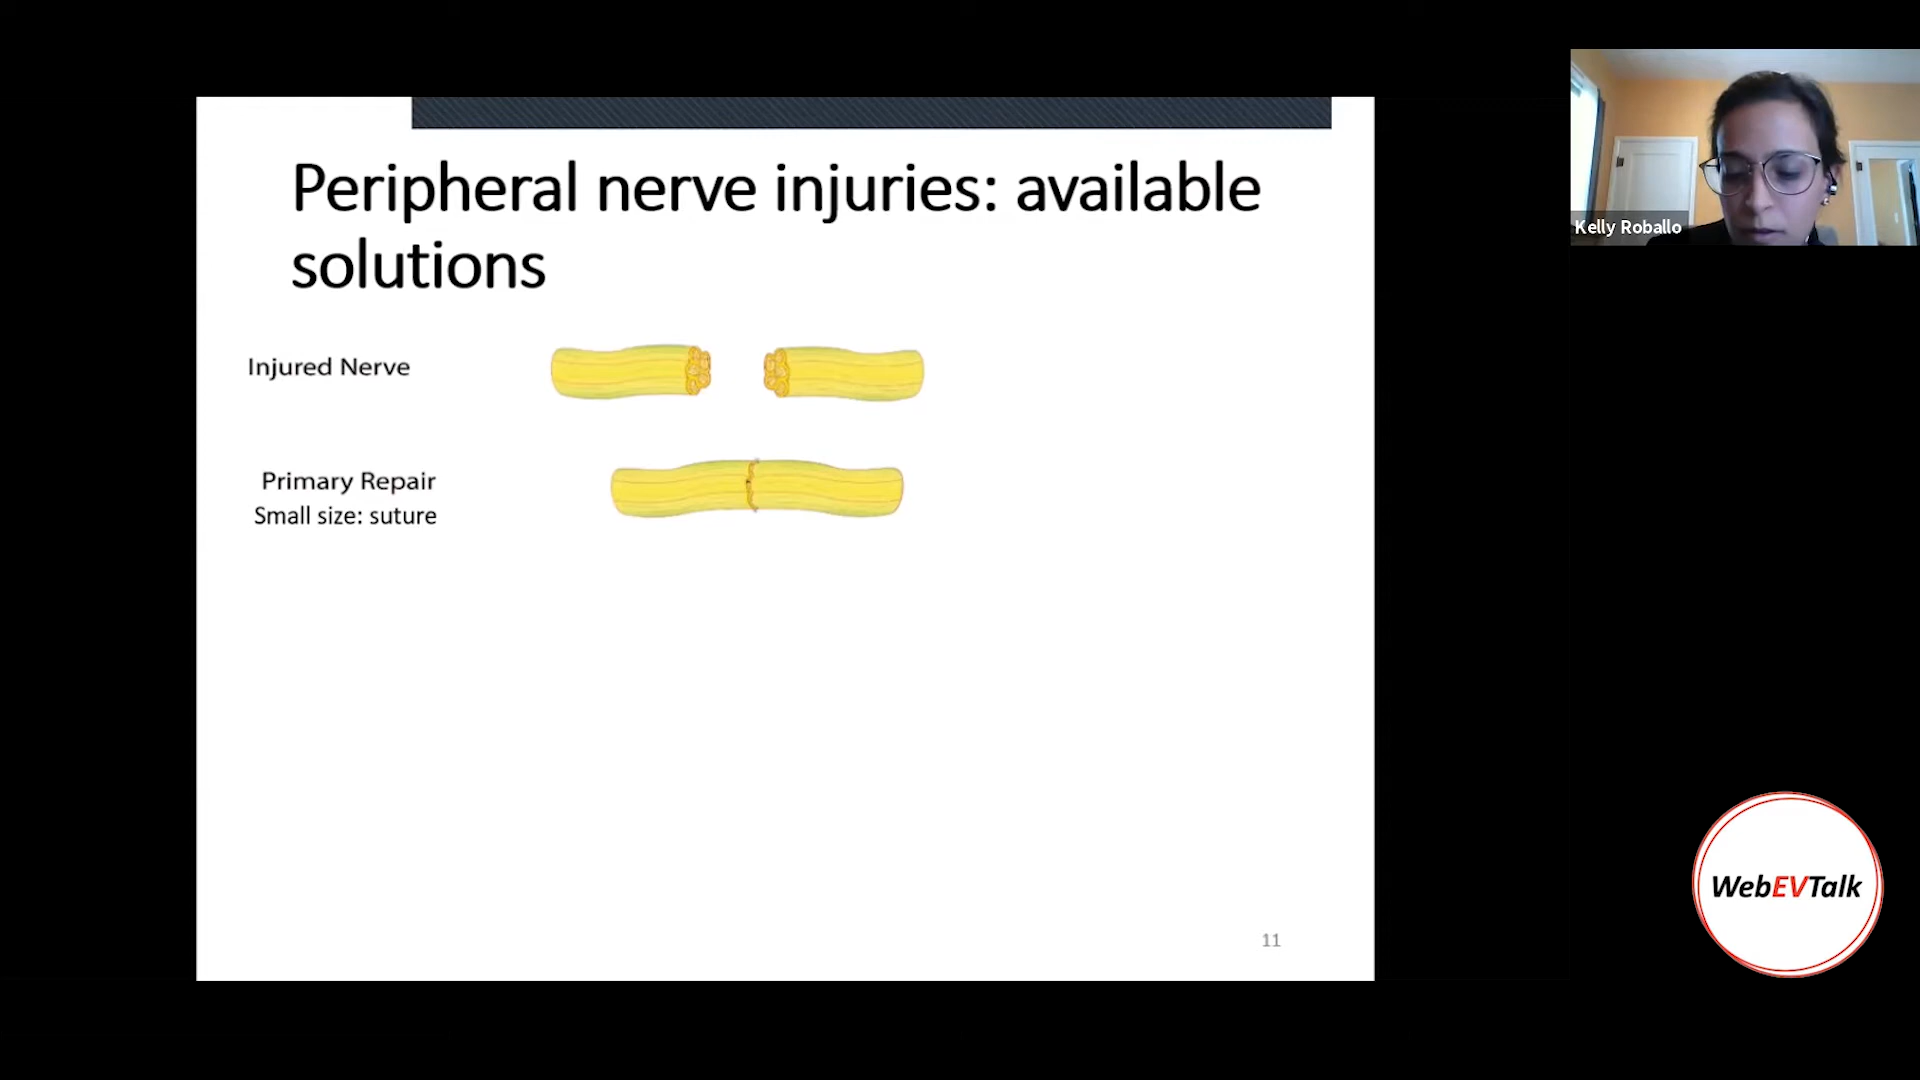 Peripheral nerve injuries: available
solutions
Injured Nerve
Primary Repair
Small size: suture
11
Kelly Roballo
WebEVTalk